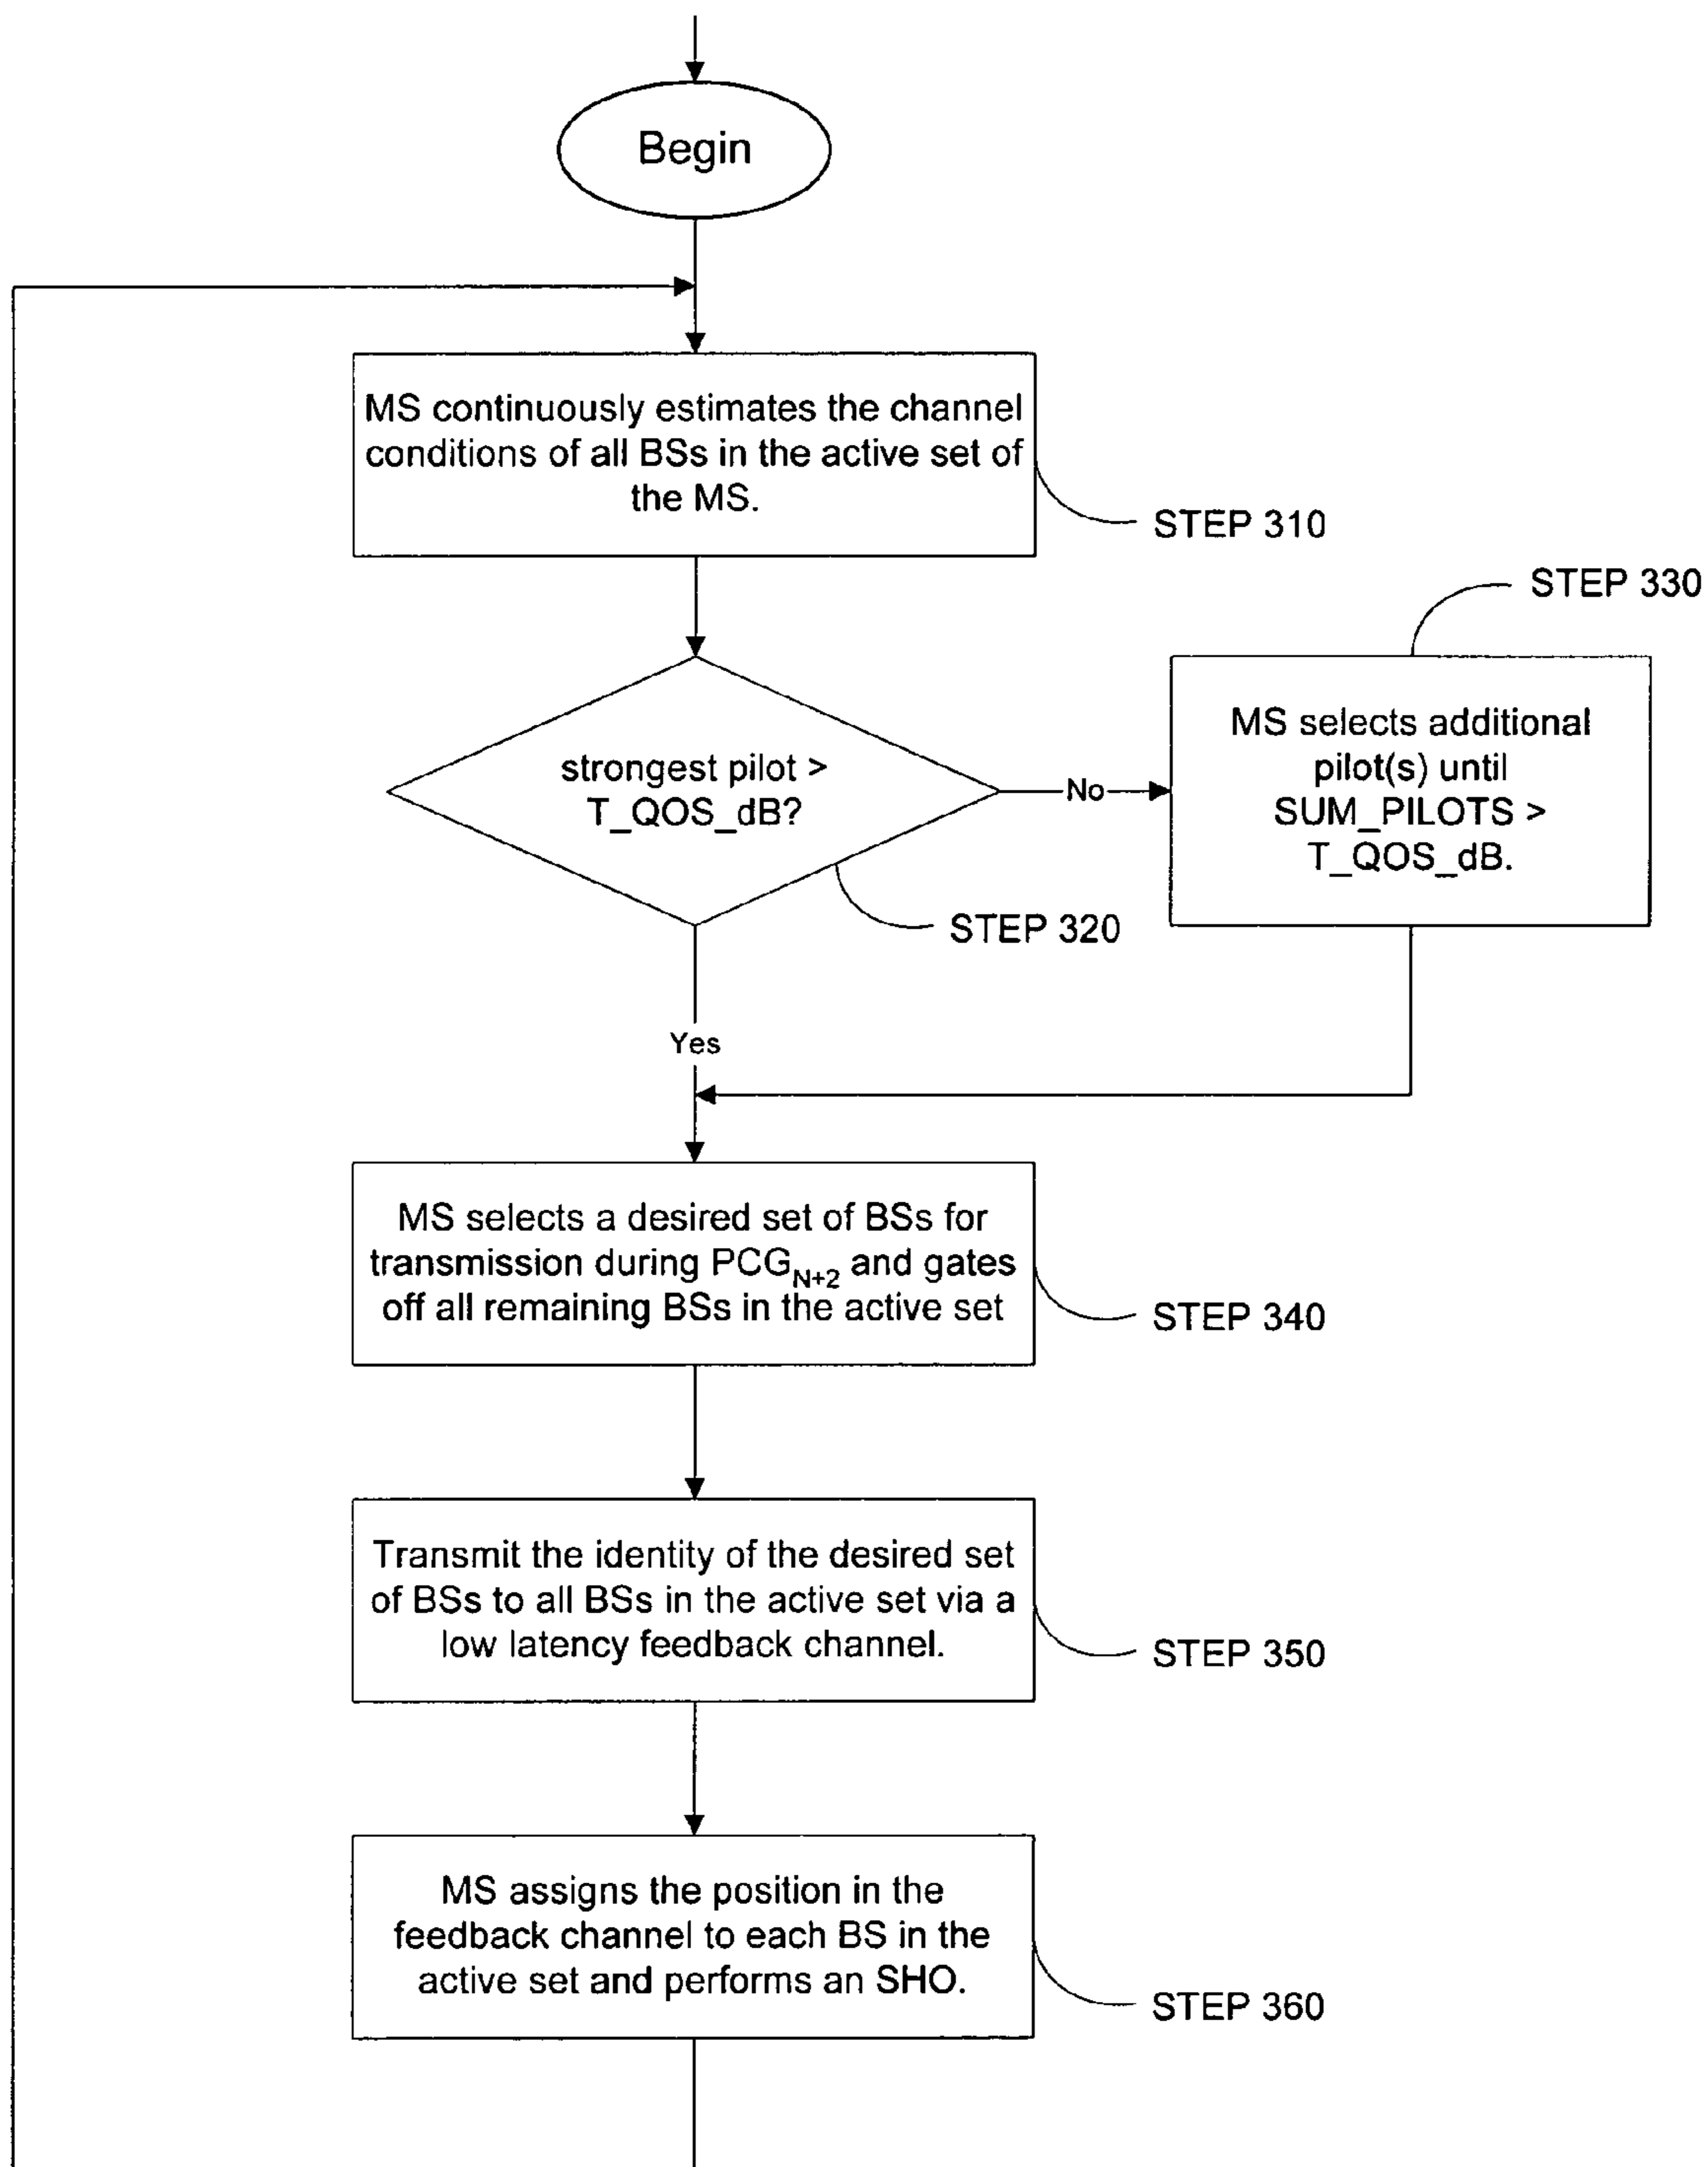 Begin
MS continuously estimates the channel
conditions of all BSs in the active set of
the MS.
STEP 310
STEP 330
MS selects additional
pilot(s) until
SUM_PILOTS >
T_QOS_dB.
strongest pilot >
T_QOS_dB?
No
STEP 320
Yes
MS selects a desired set of BSs for
transmission during PCG_{N+2} and gates
off all remaining BSs in the active set
STEP 340
Transmit the identity of the desired set
of BSs to all BSs in the active set via a
low latency feedback channel.
STEP 350
MS assigns the position in the
feedback channel to each BS in the
active set and performs an SHO.
STEP 360